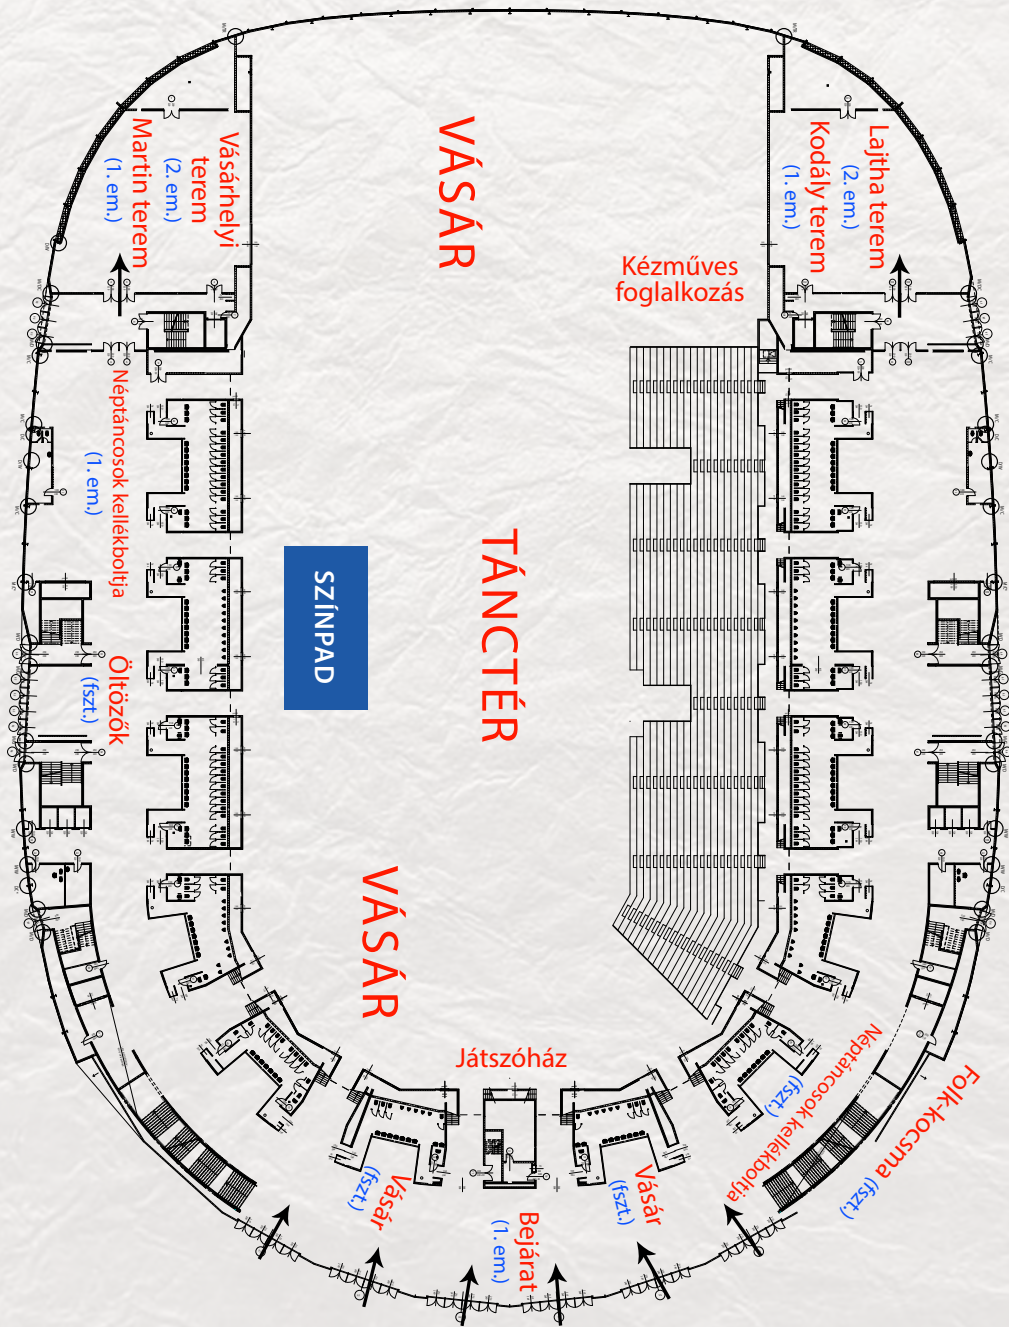 VÁSÁR
Vásárhelyi
terem
(2. em.)
Martin terem
(1. em.)
Lajtha terem
(2. em.)
Kodály terem
(1. em.)
Kézműves
foglalkozás
Néptáncosok kellékboltja
(1. em.)
SZÍNPAD
TÁNCTÉR
Öltözők
(fszt.)
VÁSÁR
Játszóház
Vásár
(fszt.)
Bejárat
(1. em.)
Vásár
(fszt.)
Néptáncosok kellékboltja
(fszt.)
Folk-kocsma (fszt.)